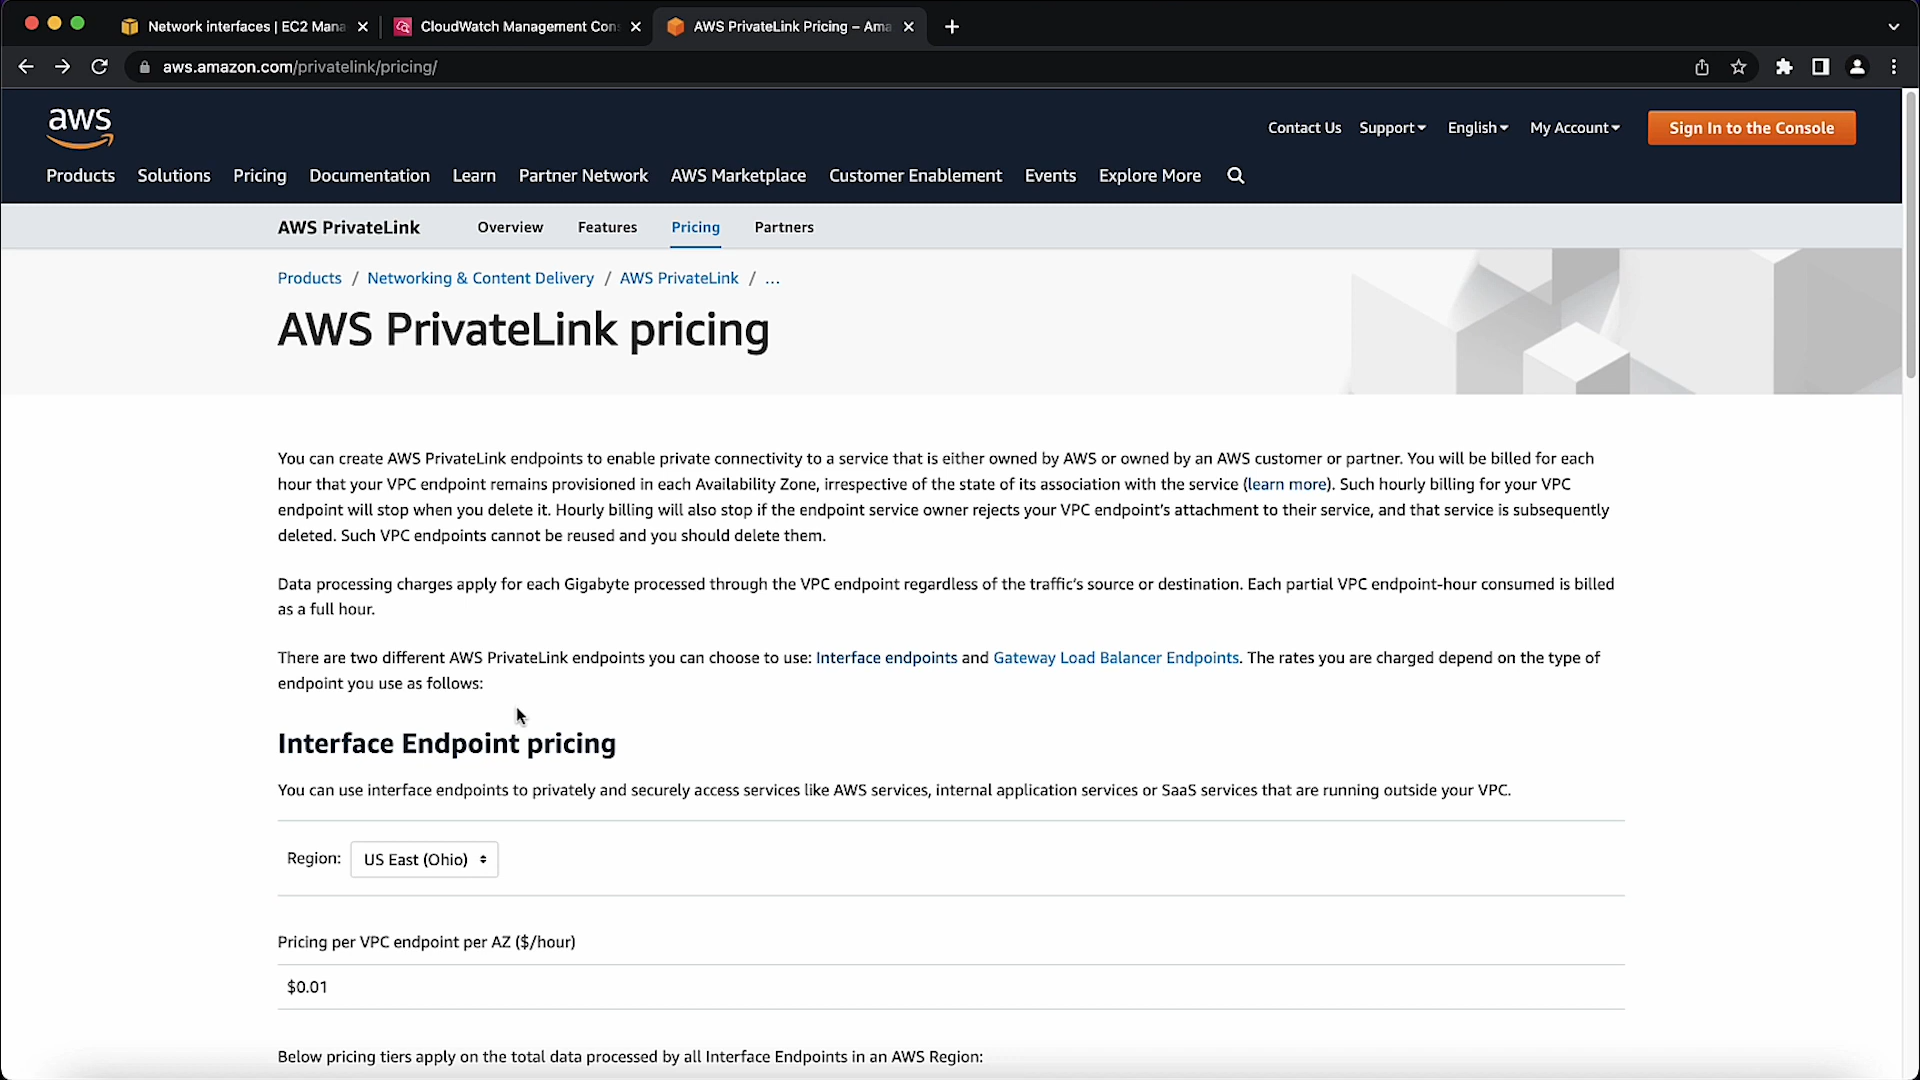 Network interfaces | EC2 Mana
CloudWatch Management Con
AWS PrivateLink Pricing – Ama
aws.amazon.com/privatelink/pricing/
aws
Contact Us
Support
English
My Account
Sign In to the Console
Products
Solutions
Pricing
Documentation
Learn
Partner Network
AWS Marketplace
Customer Enablement
Events
Explore More
AWS PrivateLink
Overview
Features
Pricing
Partners
Products / Networking & Content Delivery / AWS PrivateLink / ...
AWS PrivateLink pricing
You can create AWS PrivateLink endpoints to enable private connectivity to a service that is either owned by AWS or owned by an AWS customer or partner. You will be billed for each
hour that your VPC endpoint remains provisioned in each Availability Zone, irrespective of the state of its association with the service (learn more). Such hourly billing for your VPC
endpoint will stop when you delete it. Hourly billing will also stop if the endpoint service owner rejects your VPC endpoint's attachment to their service, and that service is subsequently
deleted. Such VPC endpoints cannot be reused and you should delete them.
Data processing charges apply for each Gigabyte processed through the VPC endpoint regardless of the traffic's source or destination. Each partial VPC endpoint-hour consumed is billed
as a full hour.
There are two different AWS PrivateLink endpoints you can choose to use: Interface endpoints and Gateway Load Balancer Endpoints. The rates you are charged depend on the type of
endpoint you use as follows:
Interface Endpoint pricing
You can use interface endpoints to privately and securely access services like AWS services, internal application services or SaaS services that are running outside your VPC.
Region: US East (Ohio)
Pricing per VPC endpoint per AZ ($/hour)
$0.01
Below pricing tiers apply on the total data processed by all Interface Endpoints in an AWS Region: